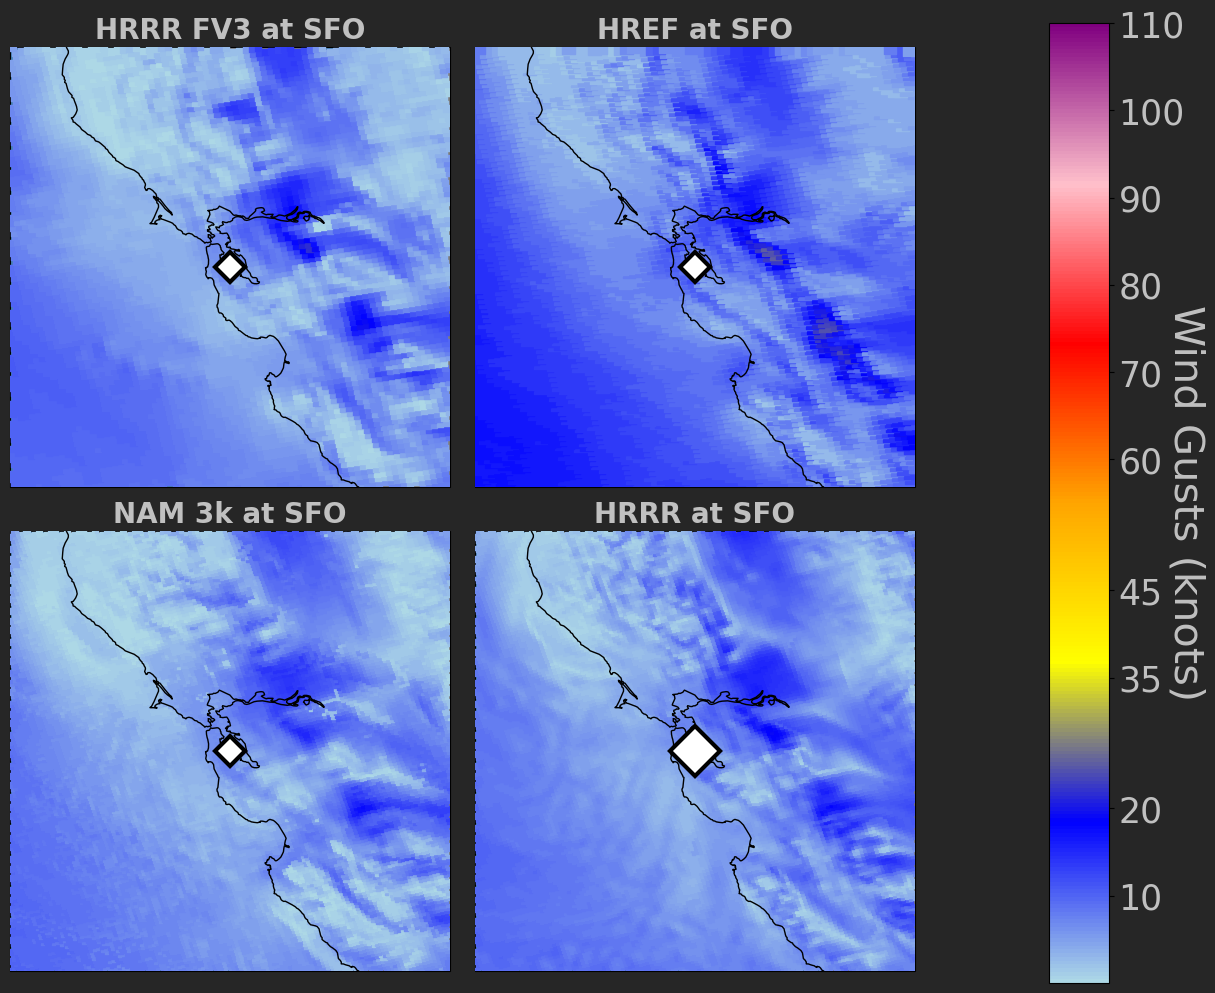 HRRR FV3 at SFO
HREF at SFO
NAM 3k at SFO
HRRR at SFO
110
100
90
80
70
60
45
35
20
10
Wind Gusts (knots)